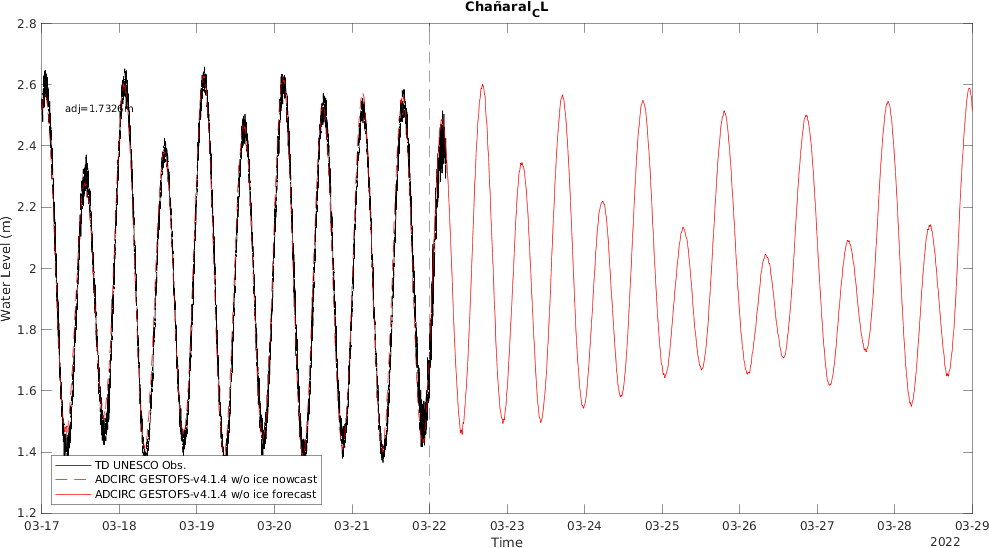 Chañaral_CL
2.8
2.6
adj=1.7326 m
2.4
2.2
2
1.8
1.6
1.4
1.2
Water Level (m)
TD UNESCO Obs.
ADCIRC GESTOFS-v4.1.4 w/o ice nowcast
ADCIRC GESTOFS-v4.1.4 w/o ice forecast
03-17 03-18 03-19 03-20 03-21 03-22 03-23 03-24 03-25 03-26 03-27 03-28 03-29
Time
2022